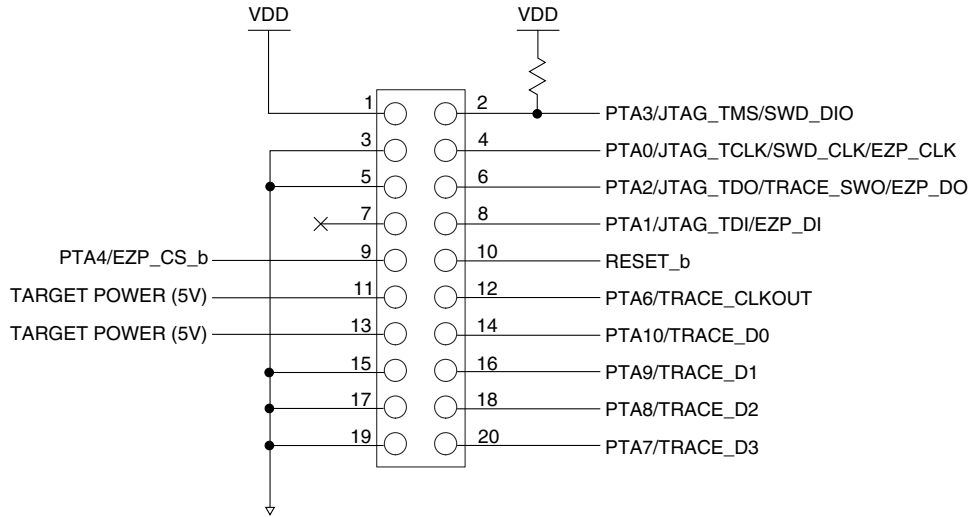 VDD
VDD
1
2
PTA3/JTAG_TMS/SWD_DIO
3
4
PTA0/JTAG_TCLK/SWD_CLK/EZP_CLK
5
6
PTA2/JTAG_TDO/TRACE_SWO/EZP_DO
7
8
PTA1/JTAG_TDI/EZP_DI
PTA4/EZP_CS_b
9
10
RESET_b
TARGET POWER (5V)
11
12
PTA6/TRACE_CLKOUT
TARGET POWER (5V)
13
14
PTA10/TRACE_D0
15
16
PTA9/TRACE_D1
17
18
PTA8/TRACE_D2
19
20
PTA7/TRACE_D3